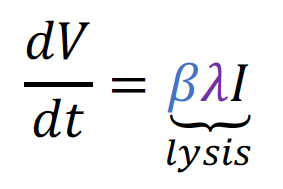 dV/dt = βλI
lysis